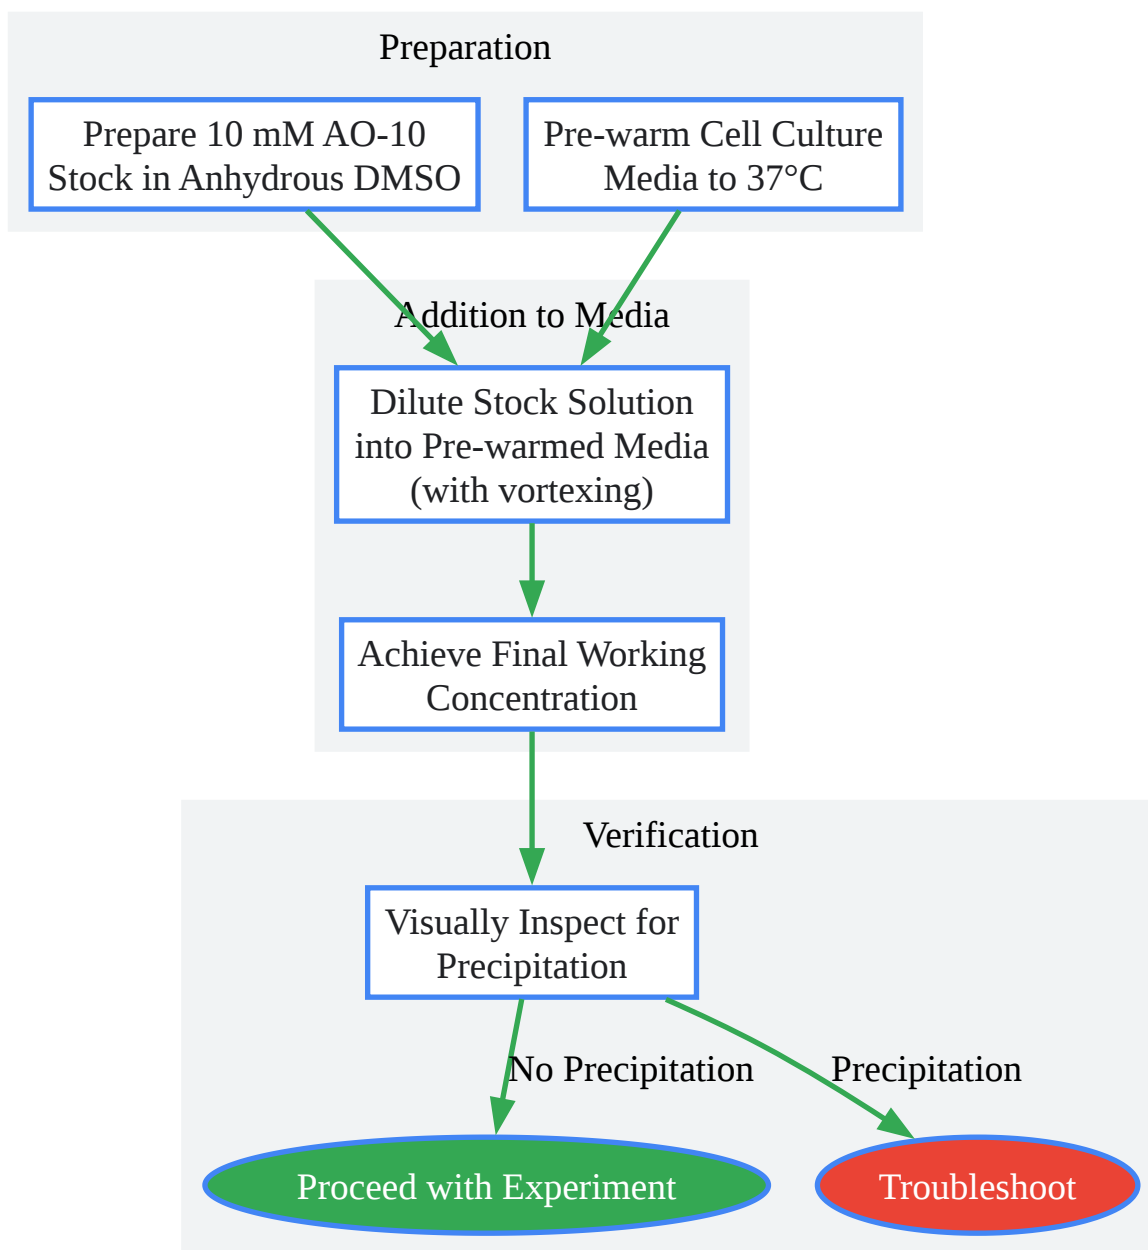 Preparation
Prepare 10 mM AO-10
Stock in Anhydrous DMSO
Pre-warm Cell Culture
Media to 37°C
Addition to Media
Dilute Stock Solution
into Pre-warmed Media
(with vortexing)
Achieve Final Working
Concentration
Verification
Visually Inspect for
Precipitation
No Precipitation
Precipitation
Proceed with Experiment
Troubleshoot